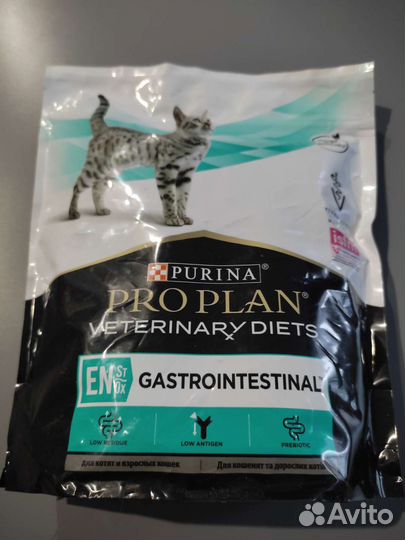 PURINA®
PRO PLAN®
VETERINARY DIETS
EN ST OX
GASTROINTESTINAL™
LOW RESIDUE
LOW ANTIGEN
PREBIOTIC
Для котят и взрослых кошек
Для кошенят та дорослих котів
Avito